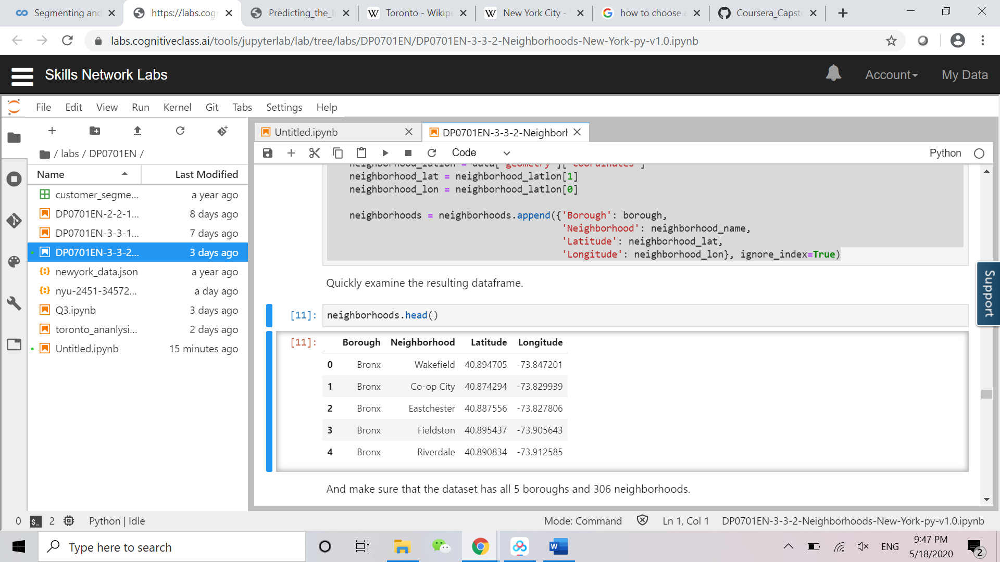 Segmenting and
https://labs.cog
Predicting_the_I
Toronto - Wikipe
New York City -
how to choose a
Coursera_Capsto
labs.cognitiveclass.ai/tools/jupyterlab/lab/tree/labs/DP0701EN/DP0701EN-3-3-2-Neighborhoods-New-York-py-v1.0.ipynb
Skills Network Labs
Account
My Data
File Edit View Run Kernel Git Tabs Settings Help
Untitled.ipynb
DP0701EN-3-3-2-Neighborh
/ labs / DP0701EN /
Code
Python
Name Last Modified
customer_segme... a year ago
DP0701EN-2-2-1... 8 days ago
DP0701EN-3-3-1... 7 days ago
DP0701EN-3-3-2... 3 days ago
newyork_data.json a year ago
nyu-2451-34572... a day ago
Q3.ipynb 3 days ago
toronto_ananlysi... 2 days ago
Untitled.ipynb 15 minutes ago
neighborhood_latlon = data['geometry']['coordinates']
neighborhood_lat = neighborhood_latlon[1]
neighborhood_lon = neighborhood_latlon[0]
neighborhoods = neighborhoods.append({'Borough': borough,
'Neighborhood': neighborhood_name,
'Latitude': neighborhood_lat,
'Longitude': neighborhood_lon}, ignore_index=True)
Quickly examine the resulting dataframe.
[11]: neighborhoods.head()
[11]: Borough Neighborhood Latitude Longitude
0 Bronx Wakefield 40.894705 -73.847201
1 Bronx Co-op City 40.874294 -73.829939
2 Bronx Eastchester 40.887556 -73.827806
3 Bronx Fieldston 40.895437 -73.905643
4 Bronx Riverdale 40.890834 -73.912585
And make sure that the dataset has all 5 boroughs and 306 neighborhoods.
Support
0 $_ 2 Python | Idle
Mode: Command
Ln 1, Col 1
DP0701EN-3-3-2-Neighborhoods-New-York-py-v1.0.ipynb
Type here to search
ENG
9:47 PM
5/18/2020
2